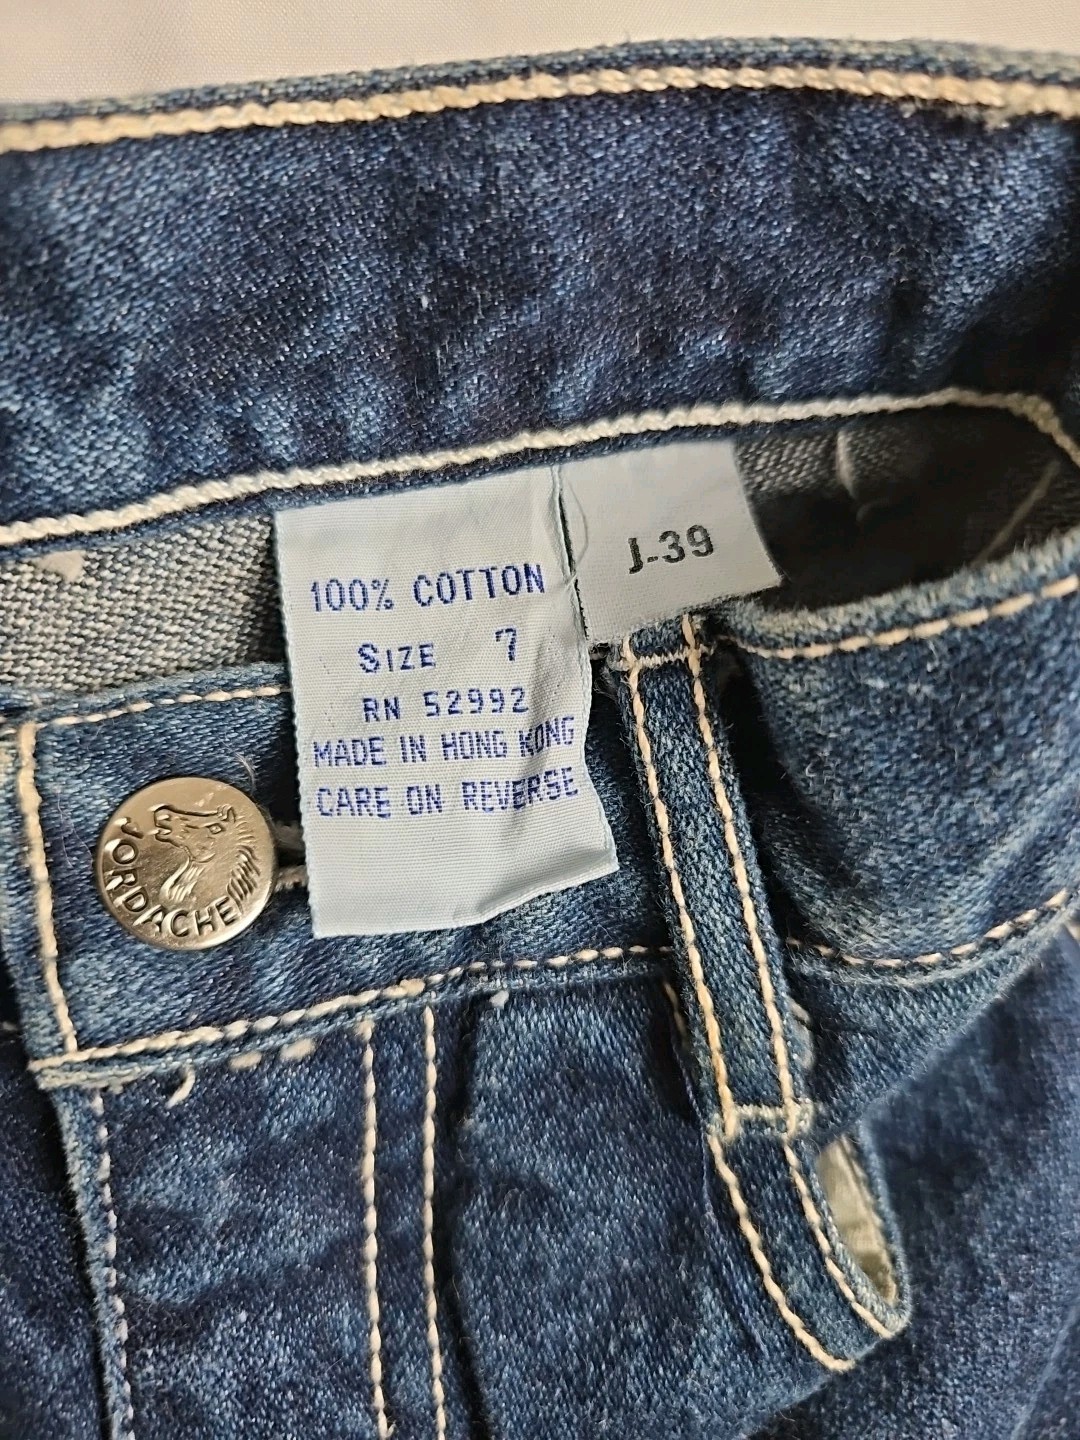 J-39
100% COTTON
SIZE 7
RN 52992
MADE IN HONG KONG
CARE ON REVERSE
JORDACHE